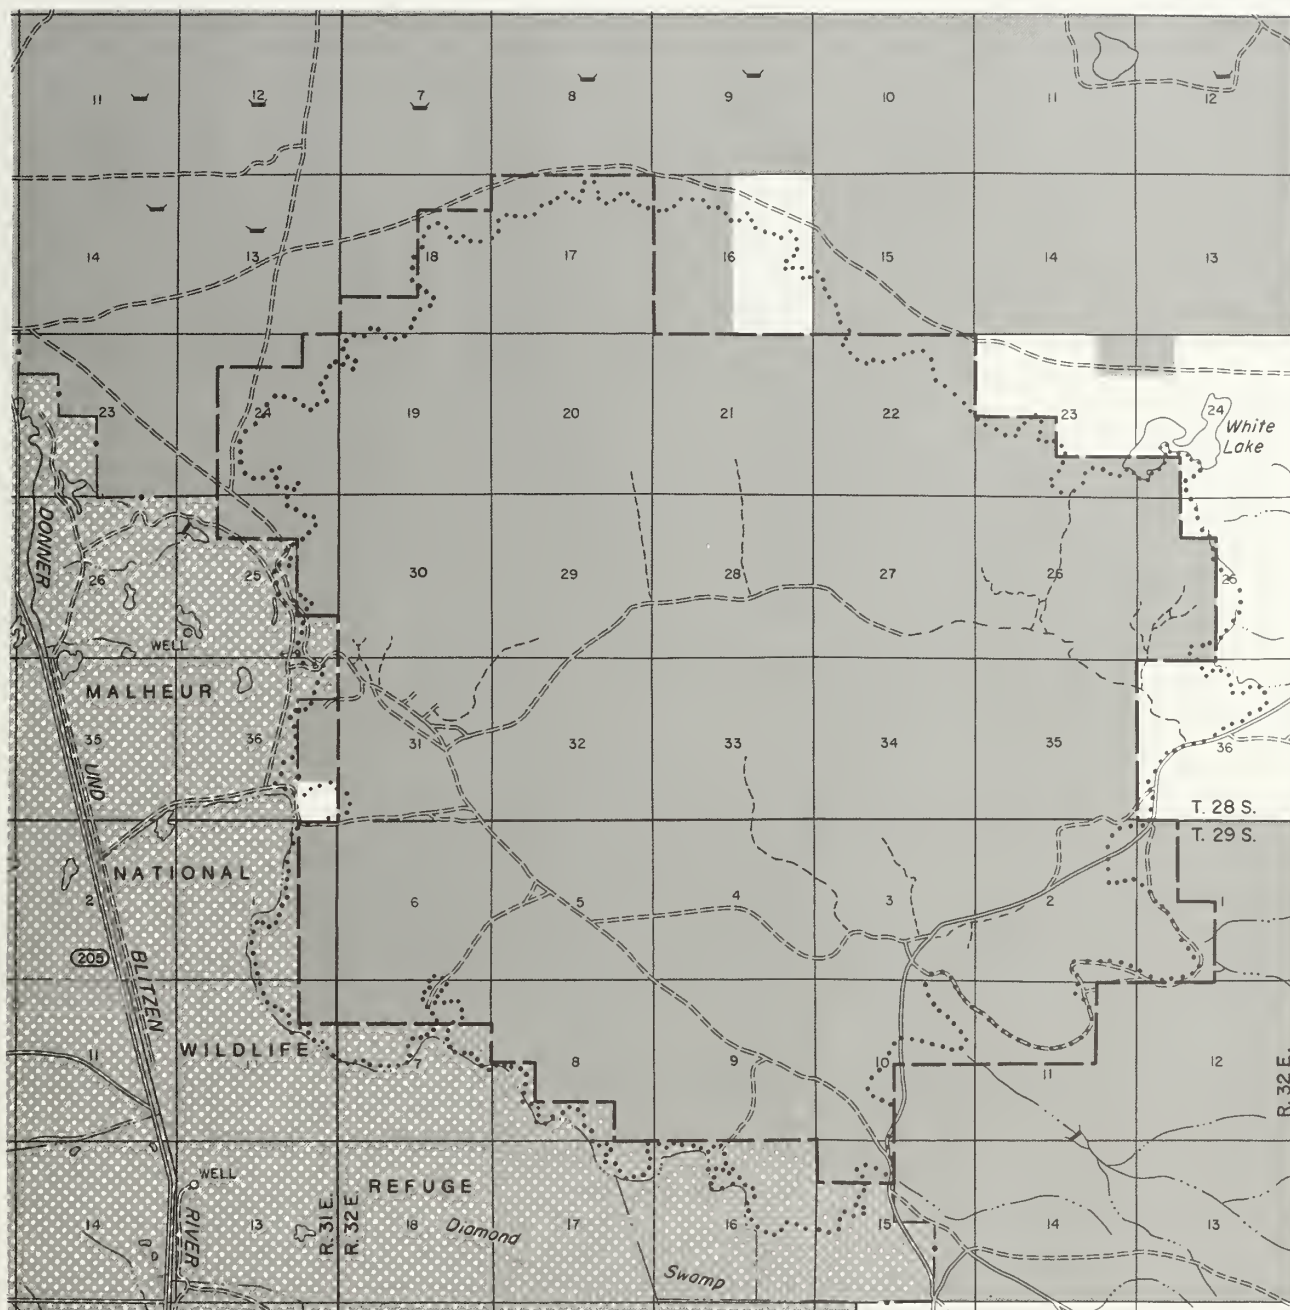 11 12 7 8 9 10 11 12
14 13 18 17 16 15 14 13
23 24 19 20 21 22 23 24
White
Lake
DONNER
26 25 30 29 28 27 26 25
WELL
MALHEUR
35 36 31 32 33 34 35 36
UND
T. 28 S.
T. 29 S.
NATIONAL
2 1 6 5 4 3 2 1
205
BLITZEN
WILDLIFE
11 7 8 9 10 11 12
R. 32 E.
WELL
REFUGE
R. 31 E.
R. 32 E.
RIVER
14 13 18 17 16 15 14 13
Diamond
Swamp